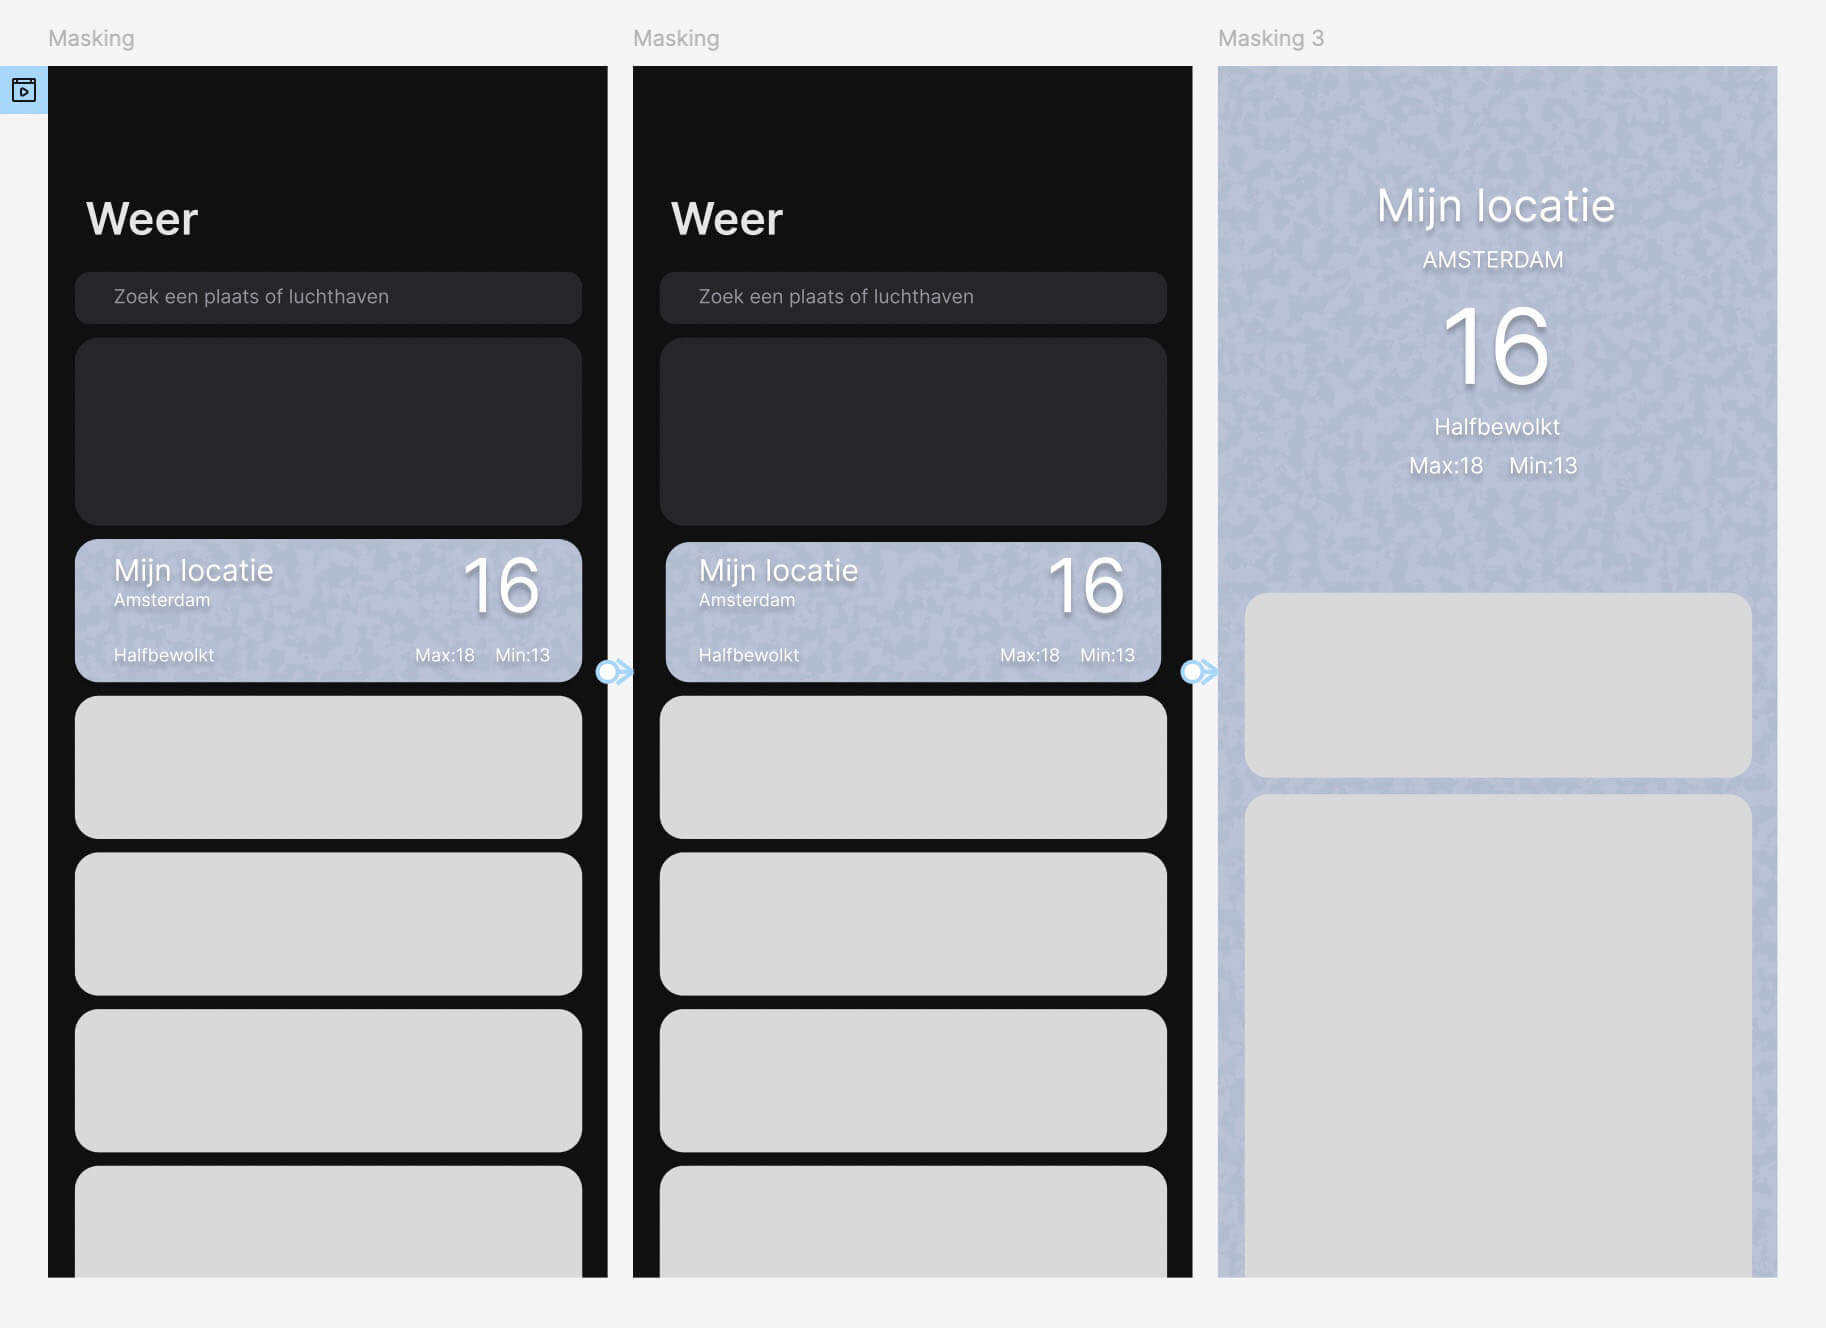 Masking
Weer
Zoek een plaats of luchthaven
Mijn locatie
16
Amsterdam
Halfbewolkt
Max:18 Min:13
Masking
Weer
Zoek een plaats of luchthaven
Mijn locatie
16
Amsterdam
Halfbewolkt
Max:18 Min:13
Masking 3
Mijn locatie
AMSTERDAM
16
Halfbewolkt
Max:18 Min:13